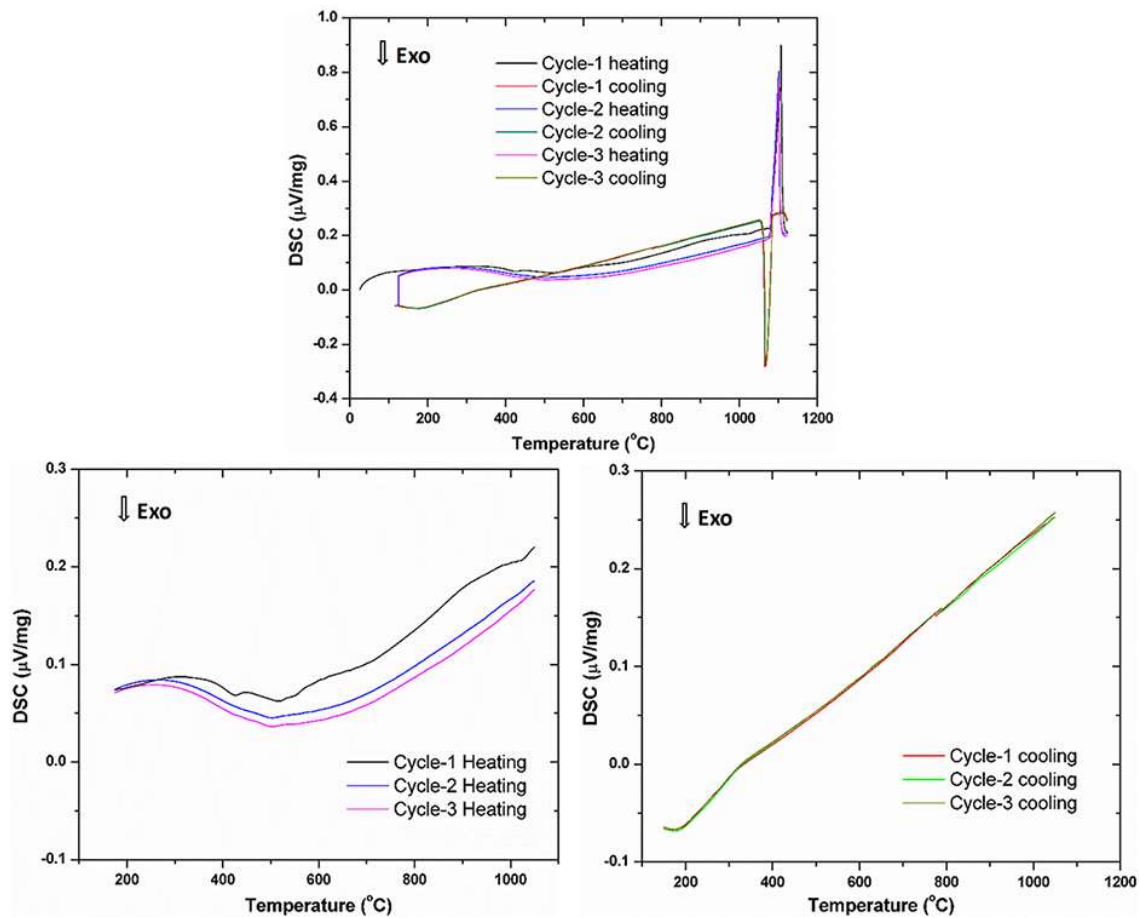 ⇩ Exo
Cycle-1 heating
Cycle-1 cooling
Cycle-2 heating
Cycle-2 cooling
Cycle-3 heating
Cycle-3 cooling
DSC (μV/mg)
1.0
0.8
0.6
0.4
0.2
0.0
-0.2
-0.4
0 200 400 600 800 1000 1200
Temperature (°C)
⇩ Exo
DSC (μV/mg)
0.3
0.2
0.1
0.0
-0.1
Cycle-1 Heating
Cycle-2 Heating
Cycle-3 Heating
200 400 600 800 1000
Temperature (°C)
⇩ Exo
DSC (μV/mg)
0.3
0.2
0.1
0.0
-0.1
Cycle-1 cooling
Cycle-2 cooling
Cycle-3 cooling
200 400 600 800 1000 1200
Temperature (°C)